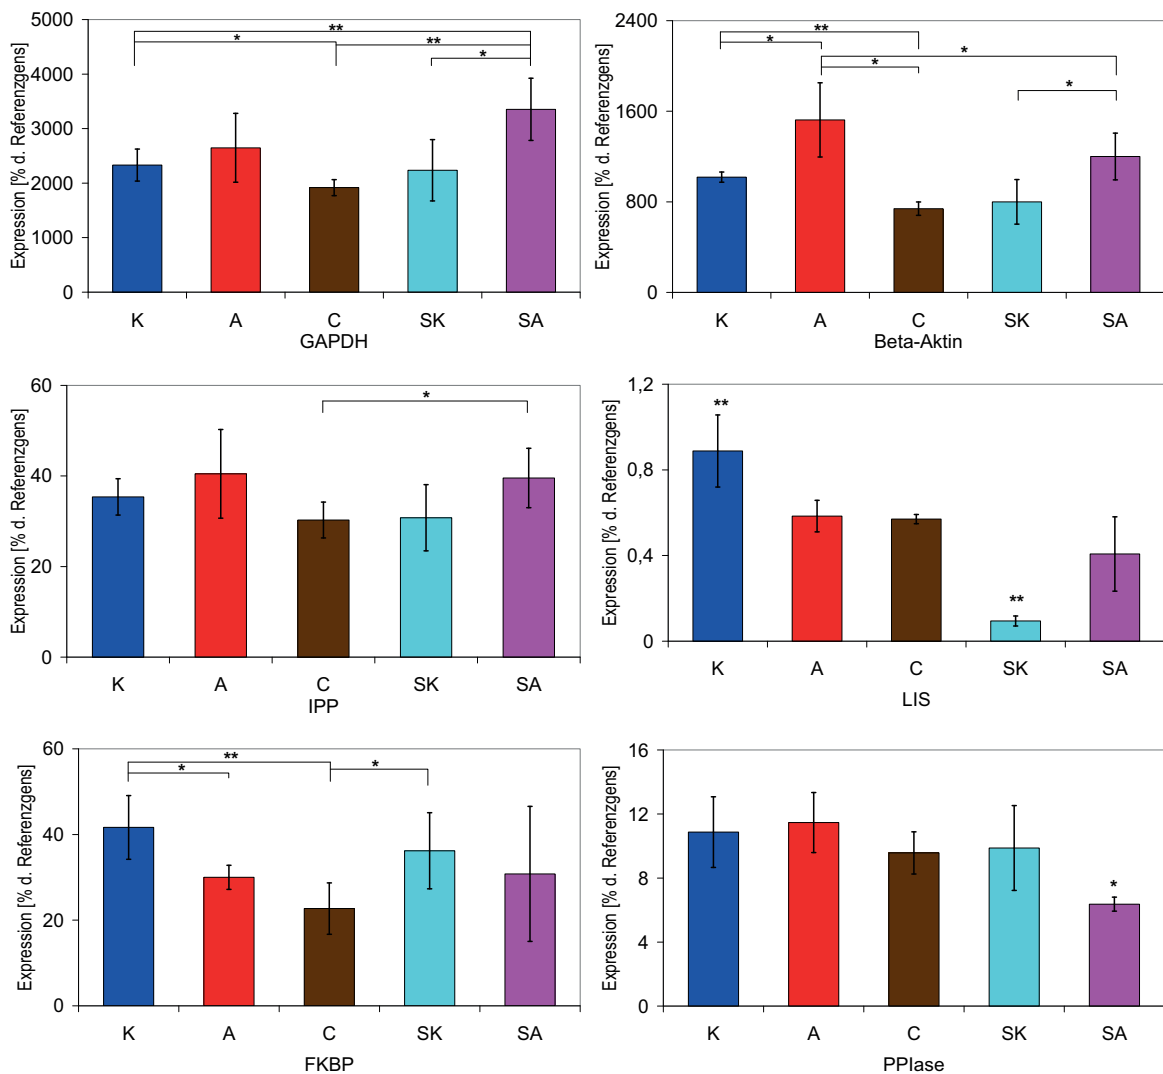 Expression [% d. Referenzgens]
5000
4000
3000
2000
1000
0
**
*
**
*
K A C SK SA
GAPDH
Expression [% d. Referenzgens]
2400
1600
800
0
**
*
*
*
*
K A C SK SA
Beta-Aktin
Expression [% d. Referenzgens]
60
40
20
0
*
K A C SK SA
IPP
Expression [% d. Referenzgens]
1,2
0,8
0,4
0
**
**
K A C SK SA
LIS
Expression [% d. Referenzgens]
60
40
20
0
**
*
*
K A C SK SA
FKBP
Expression [% d. Referenzgens]
16
12
8
4
0
*
K A C SK SA
PPIase